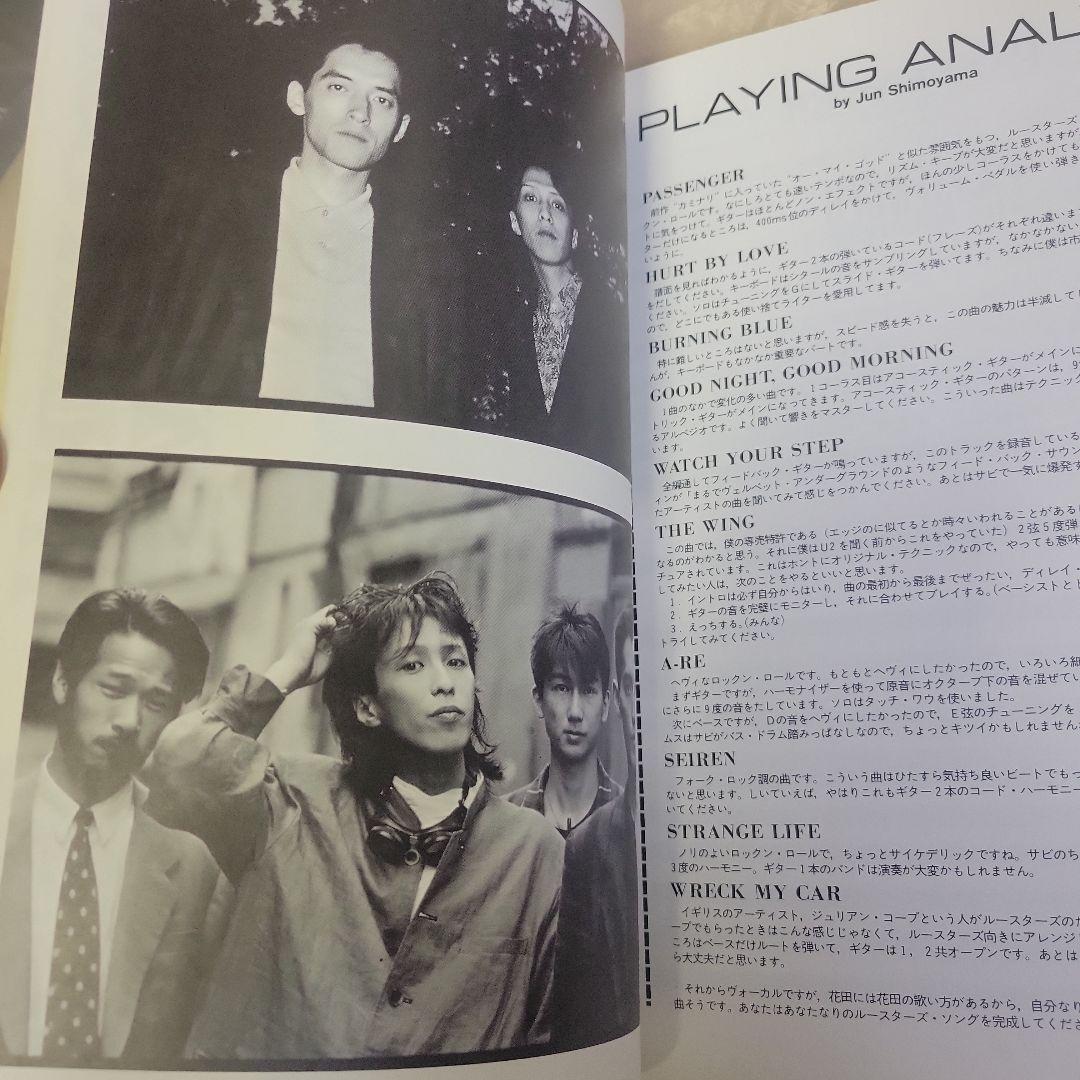 PLAYING ANAL
by Jun Shimoyama
PASSENGER
前作“カミナリ”に入っていた“オー・マイ・ゴッド”と似た雰囲気をもつ，ルースターズ
クン・ロールです。なにしろとても速いテンポなので，リズム・キープが大変だと思いますが
トに気をつけて。ギターはほとんどノン・エフェクトですが，ほんの少しコーラスをかけても
ターだけになるところは，400ms位のディレイをかけて，ヴォリューム・ペダルを使い弾き
いように。
HURT BY LOVE
譜面を見ればわかるように，ギター2本の弾いているコード(フレーズ)がそれぞれ違いま
をだしてください。キーボードはシタールの音をサンプリングしていますが，なかなかない
ください。ソロはチューニングをGにしてスライド・ギターを弾いてます。ちなみに僕は市
ので，どこにでもある使い捨てライターを愛用してます。
BURNING BLUE
特に難しいところはないと思いますが，スピード感を失うと，この曲の魅力は半減して
んが，キーボードもなかなか重要なパートです。
GOOD NIGHT, GOOD MORNING
1曲のなかで変化の多い曲です。1コーラス目はアコースティック・ギターがメインに
トリック・ギターがメインになってきます。アコースティック・ギターのパターンは，9
るアルペジオです。よく聞いて響きをマスターしてください。こういった曲はテクニック
います。
WATCH YOUR STEP
全編通してフィードバック・ギターが鳴っていますが，このトラックを録音している
ィンが「まるでヴェルベット・アンダーグラウンドのようなフィード・バック・サウン
たアーティストの曲を聞いてみて感じをつかんでください。あとはサビで一気に爆発す
THE WING
この曲では，僕の専売特許である（エッジのに似てるとか時々いわれることがある
なるのがわかると思う。それに僕はU2を聞く前からこれをやっていた）2弦5度弾
チュアされています。これはホントにオリジナル・テクニックなので，やっても意味
してみたい人は，次のことをやるといいと思います。
1．イントロは必ず自分からはいり，曲の最初から最後までぜったい，ディレイ・
2．ギターの音を完璧にモニターし，それに合わせてプレイする。(ベーシストと
3．えっちする。(みんな)
トライしてみてください。
A-RE
ヘヴィなロックン・ロールです。もともとヘヴィにしたかったので，いろいろ細
まずギターですが，ハーモナイザーを使って原音にオクターブ下の音を混ぜてい
にさらに9度の音をたしています。ソロはタッチ・ワウを使いました。
次にベースですが，Dの音をヘヴィにしたかったので，E弦のチューニングを
ムスはサビがバス・ドラム踏みっぱなしなので，ちょっとキツイかもしれません
SEIREN
フォーク・ロック調の曲です。こういう曲はひたすら気持ち良いビートでもっ
ないと思います。しいていえば，やはりこれもギター2本のコード・ハーモニー
いてください。
STRANGE LIFE
ノリのよいロックン・ロールで，ちょっとサイケデリックですね。サビのち
3度のハーモニー。ギター1本のバンドは演奏が大変かもしれません。
WRECK MY CAR
イギリスのアーティスト，ジュリアン・コープという人がルースターズのた
ープでもらったときはこんな感じじゃなくて，ルースターズ向きにアレンジ
ころはベースだけルートを弾いて，ギターは1，2共オープンです。あとは
ら大丈夫だと思います。
それからヴォーカルですが，花田には花田の歌い方があるから，自分なり
曲そうです。あなたはあなたなりのルースターズ・ソングを完成してくださ